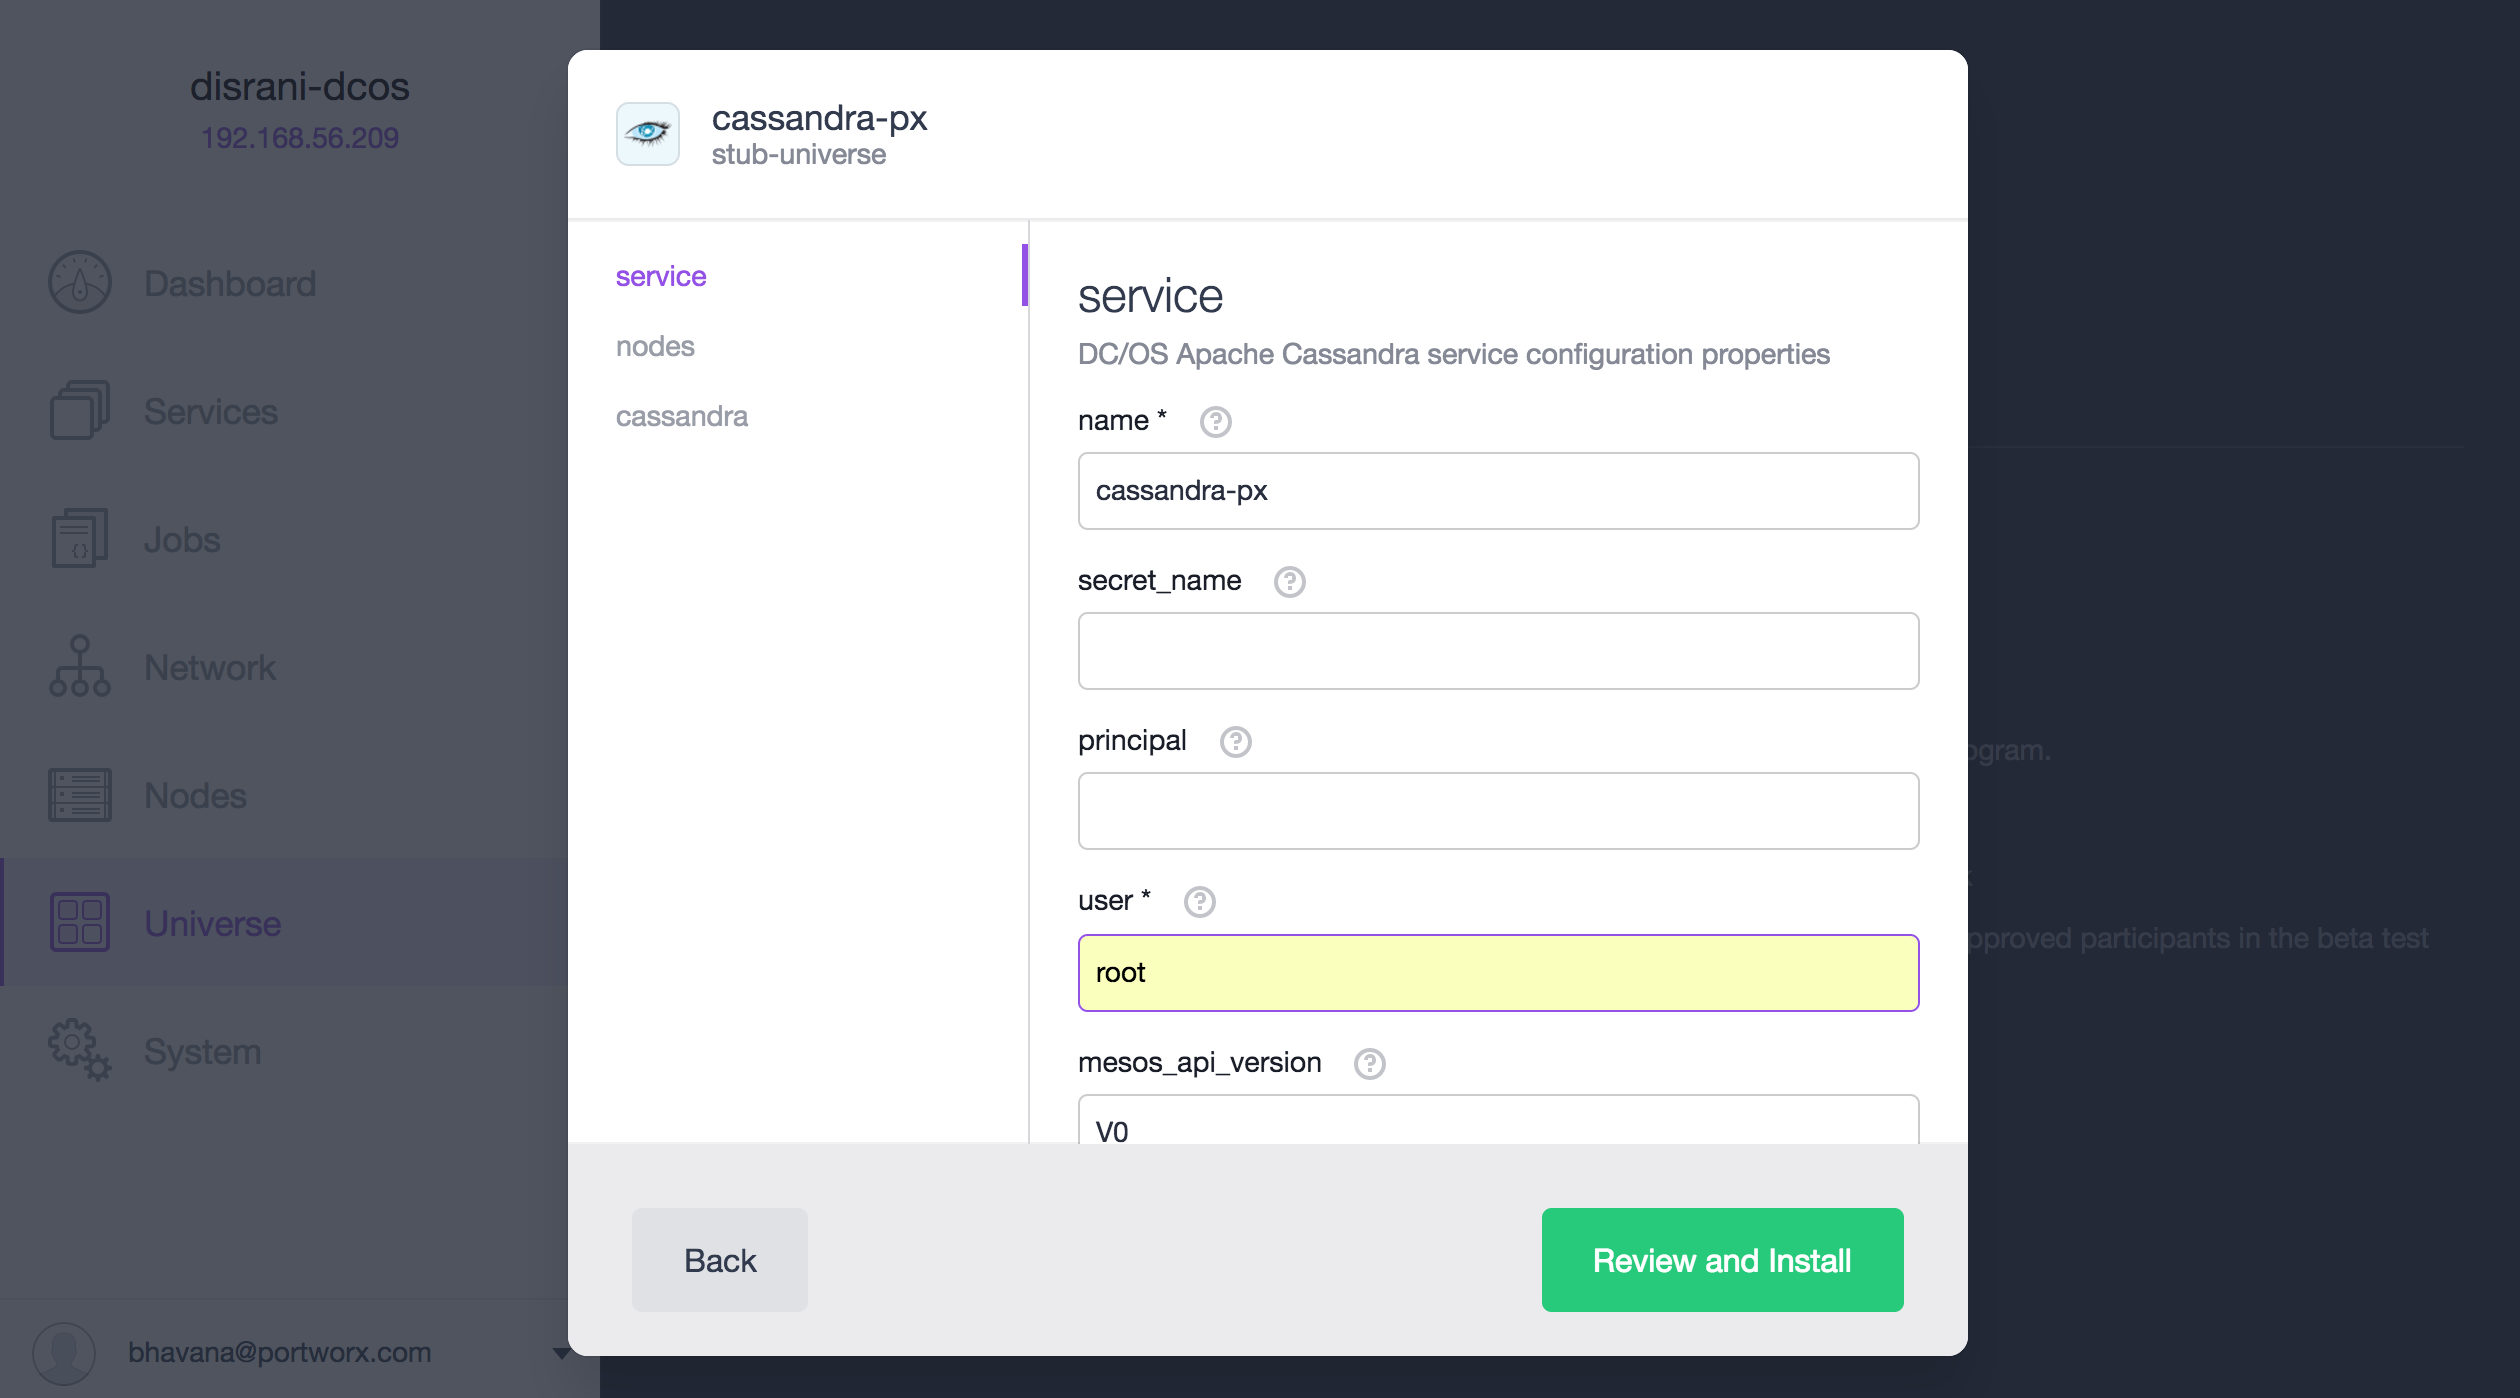 disrani-dcos
192.168.56.209
Dashboard
Services
Jobs
Network
Nodes
Universe
System
bhavana@portworx.com
cassandra-px
stub-universe
service
nodes
cassandra
service
DC/OS Apache Cassandra service configuration properties
name *
cassandra-px
secret_name
principal
user *
root
mesos_api_version
V0
Back
Review and Install
participants in the beta test